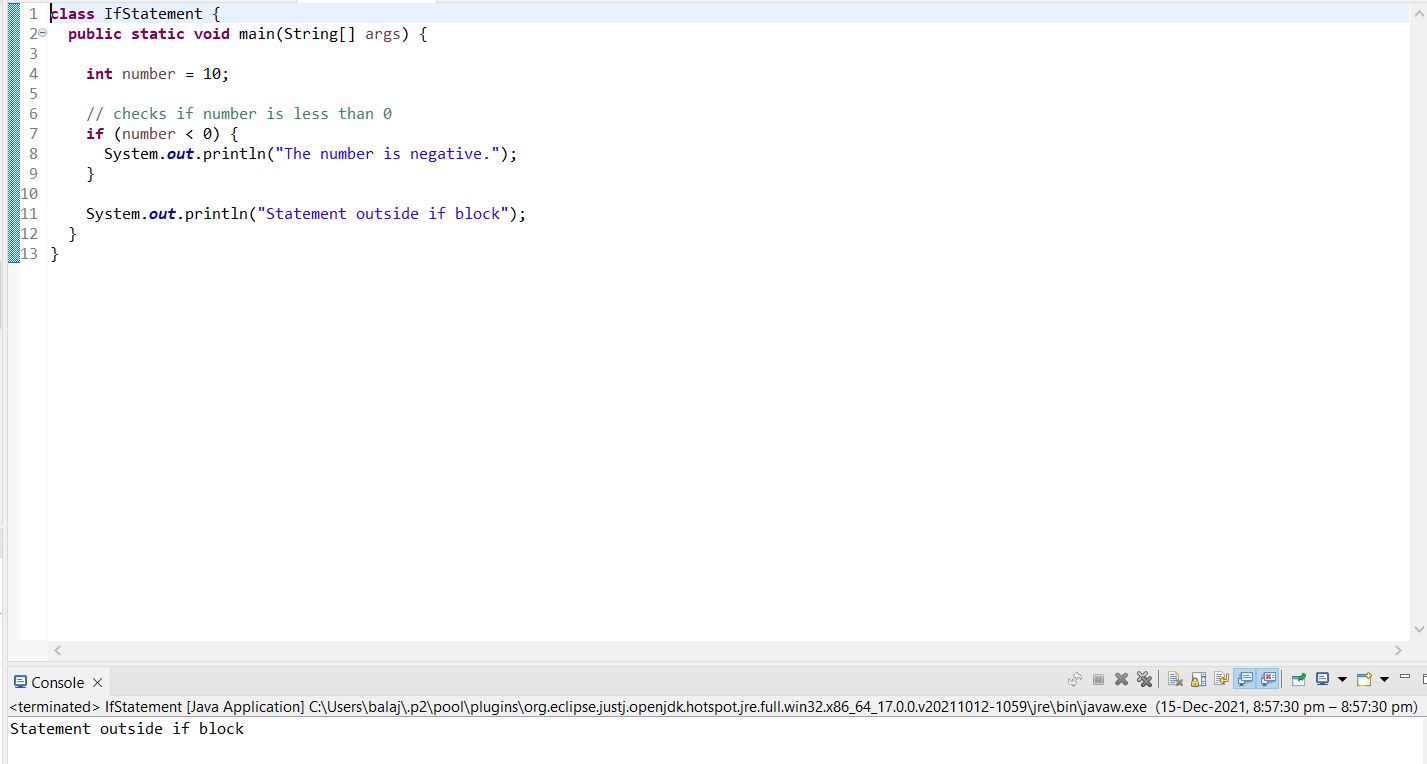 1 class IfStatement {
2 public static void main(String[] args) {
3
4 int number = 10;
5
6 // checks if number is less than 0
7 if (number < 0) {
8 System.out.println("The number is negative.");
9 }
10
11 System.out.println("Statement outside if block");
12 }
13 }
Console
<terminated> IfStatement [Java Application] C:\Users\balaj\.p2\pool\plugins\org.eclipse.justj.openjdk.hotspot.jre.full.win32.x86_64_17.0.0.v20211012-1059\jre\bin\javaw.exe (15-Dec-2021, 8:57:30 pm – 8:57:30 pm)
Statement outside if block